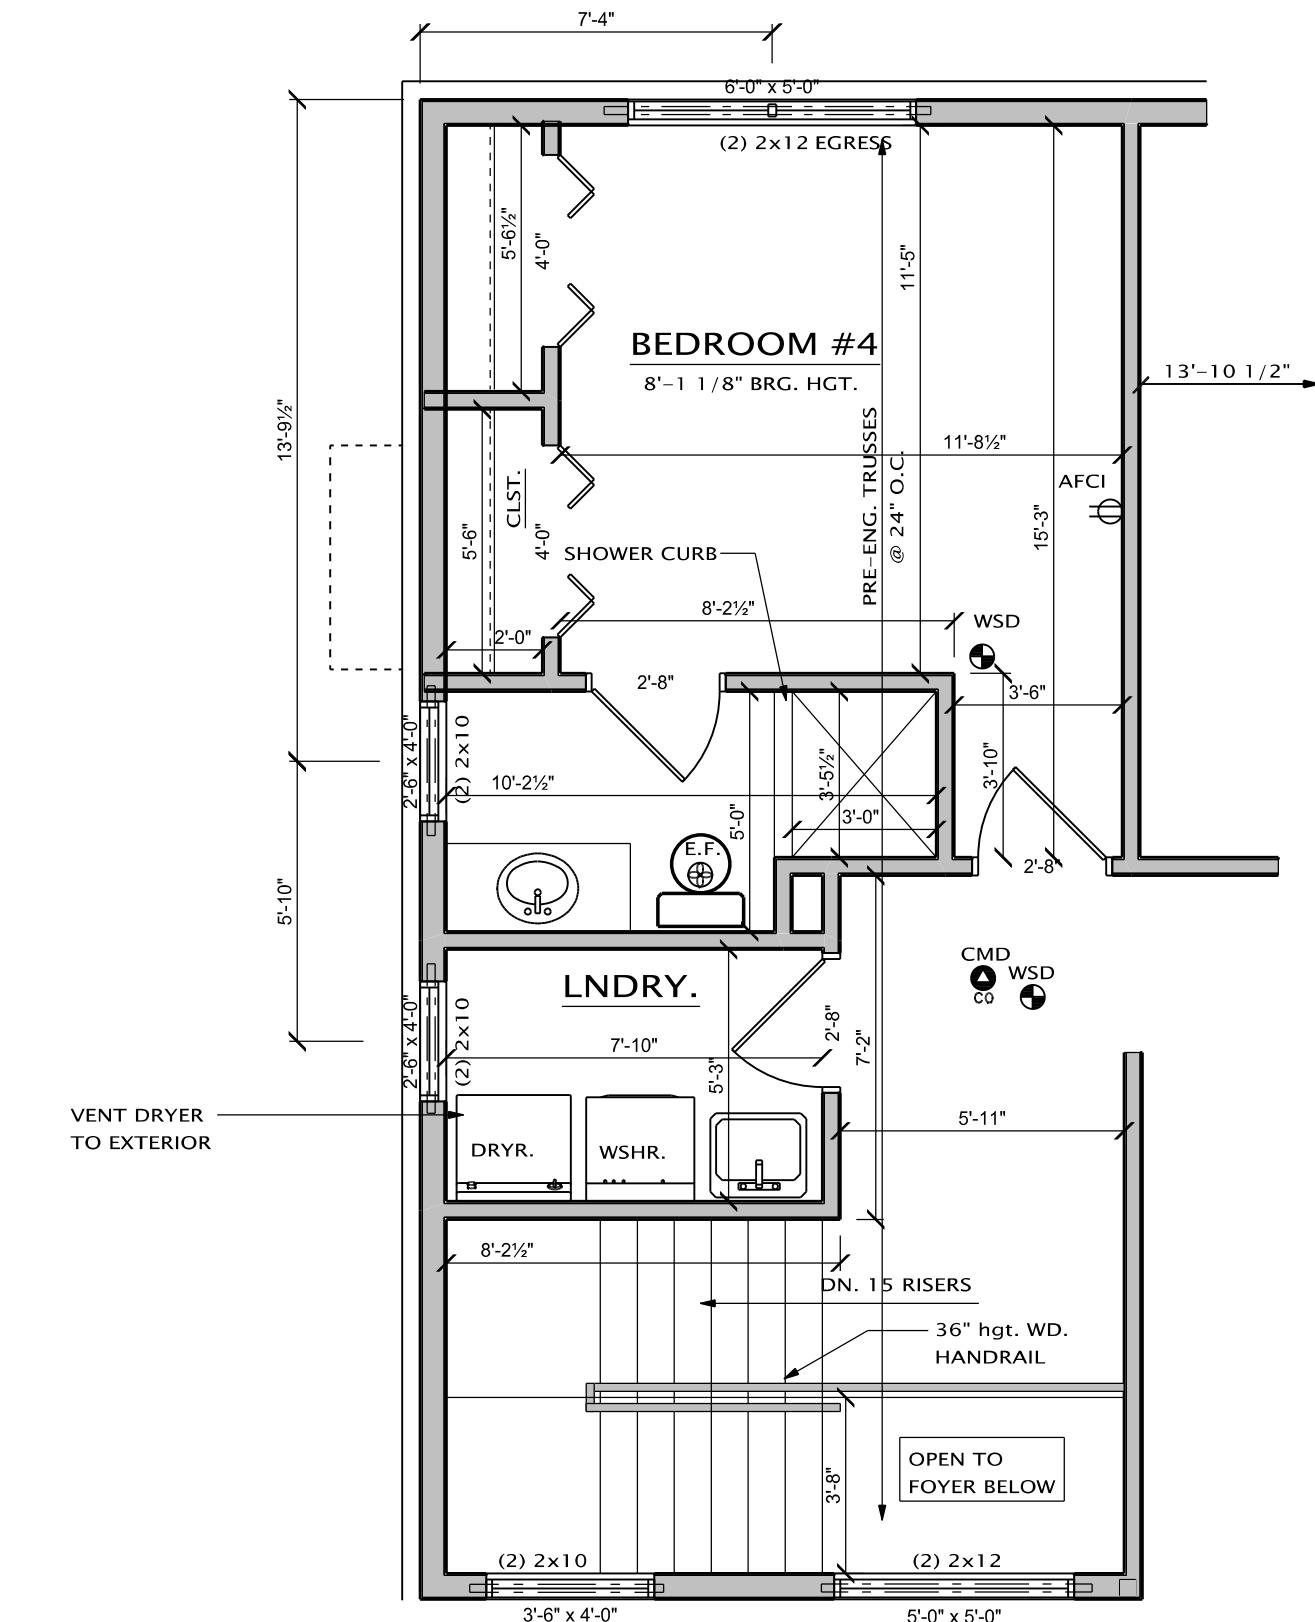 7'-4"
6'-0" x 5'-0"
(2) 2x12 EGRESS
5'-6½"
4'-0"
11'-5"
BEDROOM #4
8'-1 1/8" BRG. HGT.
13'-10 1/2"
13'-9½"
PRE-ENG. TRUSSES
@ 24" O.C.
11'-8½"
AFCI
CLST.
5'-6"
4'-0"
15'-3"
SHOWER CURB
8'-2½"
WSD
2'-0"
2'-8"
3'-6"
2'-6" x 4'-0"
(2) 2x10
10'-2½"
3'-5½"
3'-10"
5'-0"
3'-0"
E.F.
2'-8"
5'-10"
CMD
WSD
CO
LNDRY.
2'-6" x 4'-0"
(2) 2x10
7'-10"
2'-8"
7'-2"
5'-3"
VENT DRYER
TO EXTERIOR
5'-11"
DRYR.
WSHR.
8'-2½"
DN. 15 RISERS
36" hgt. WD.
HANDRAIL
OPEN TO
FOYER BELOW
3'-8"
(2) 2x10
(2) 2x12
3'-6" x 4'-0"
5'-0" x 5'-0"